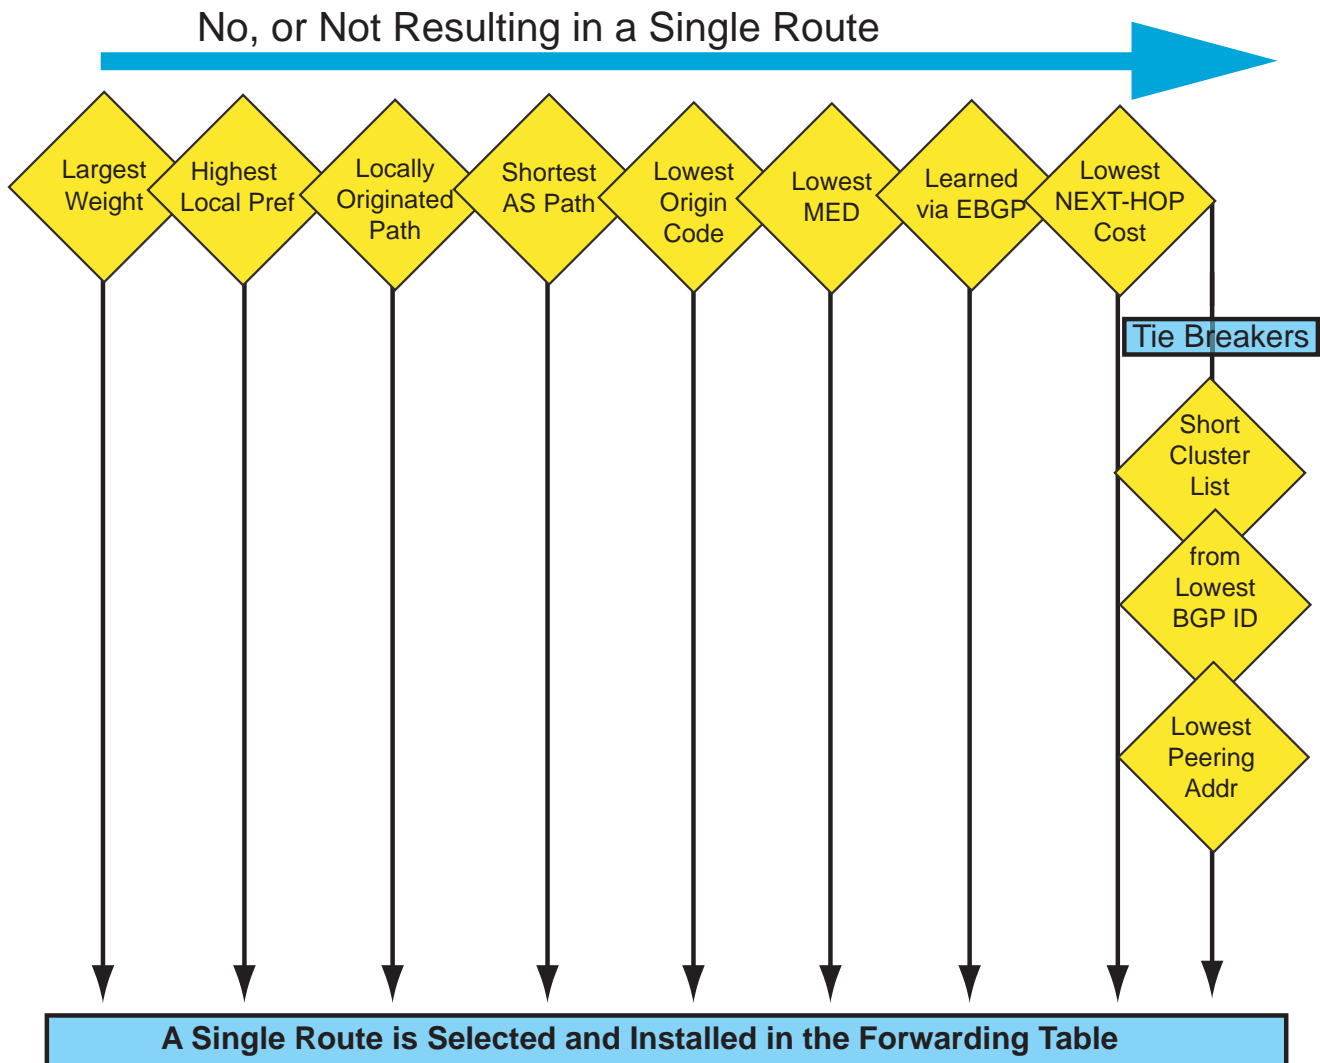 No, or Not Resulting in a Single Route
Largest
Weight
Highest
Local Pref
Locally
Originated
Path
Shortest
AS Path
Lowest
Origin
Code
Lowest
MED
Learned
via EBGP
Lowest
NEXT-HOP
Cost
Tie Breakers
Short
Cluster
List
from
Lowest
BGP ID
Lowest
Peering
Addr
A Single Route is Selected and Installed in the Forwarding Table